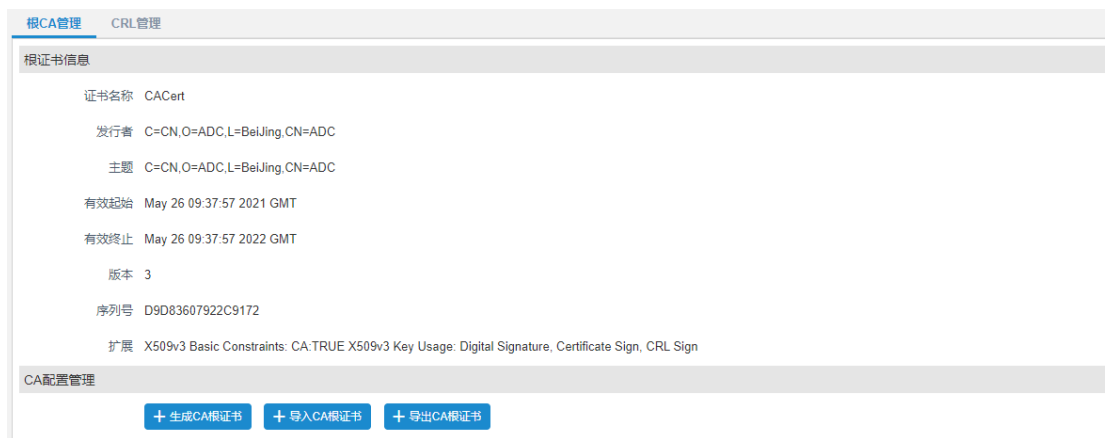 根CA管理 CRL管理
根证书信息
证书名称 CACert
发行者 C=CN,O=ADC,L=BeiJing,CN=ADC
主题 C=CN,O=ADC,L=BeiJing,CN=ADC
有效起始 May 26 09:37:57 2021 GMT
有效终止 May 26 09:37:57 2022 GMT
版本 3
序列号 D9D83607922C9172
扩展 X509v3 Basic Constraints: CA:TRUE X509v3 Key Usage: Digital Signature, Certificate Sign, CRL Sign
CA配置管理
+ 生成CA根证书 + 导入CA根证书 + 导出CA根证书